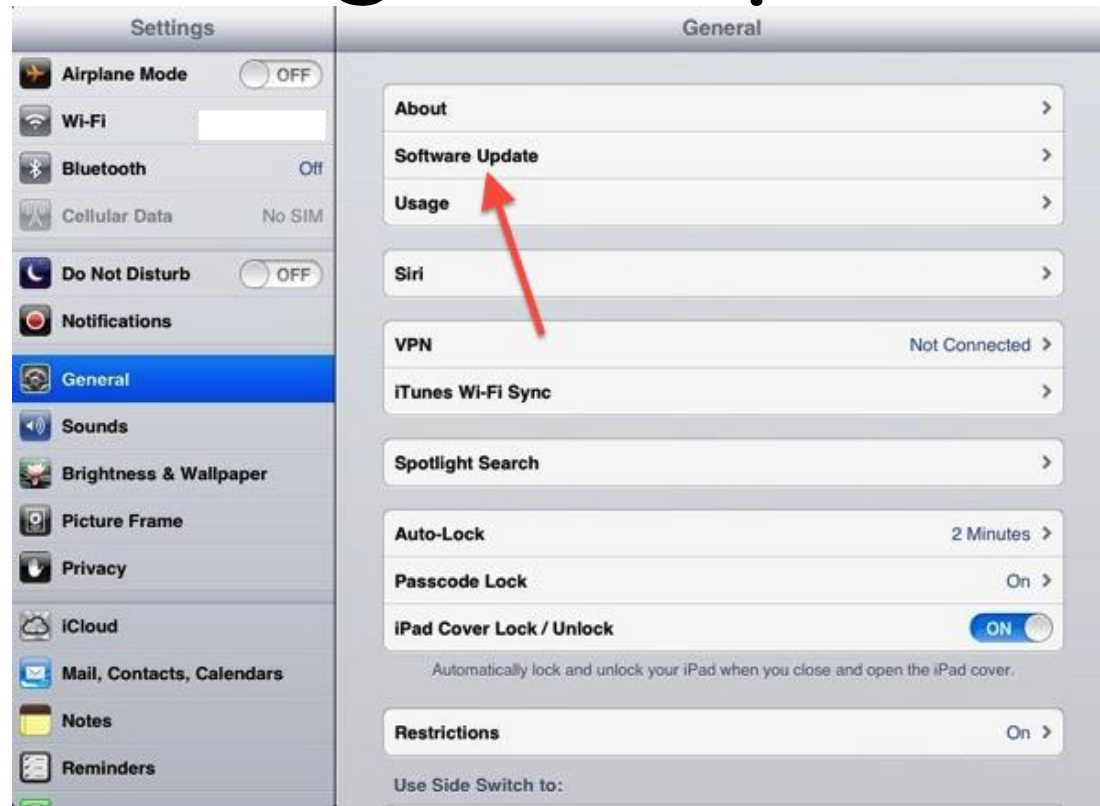 Settings
Airplane Mode OFF
Wi-Fi
Bluetooth Off
Cellular Data No SIM
Do Not Disturb OFF
Notifications
General
Sounds
Brightness & Wallpaper
Picture Frame
Privacy
iCloud
Mail, Contacts, Calendars
Notes
Reminders
General
About
Software Update
Usage
Siri
VPN Not Connected
iTunes Wi-Fi Sync
Spotlight Search
Auto-Lock 2 Minutes
Passcode Lock On
iPad Cover Lock / Unlock ON
Automatically lock and unlock your iPad when you close and open the iPad cover.
Restrictions On
Use Side Switch to: